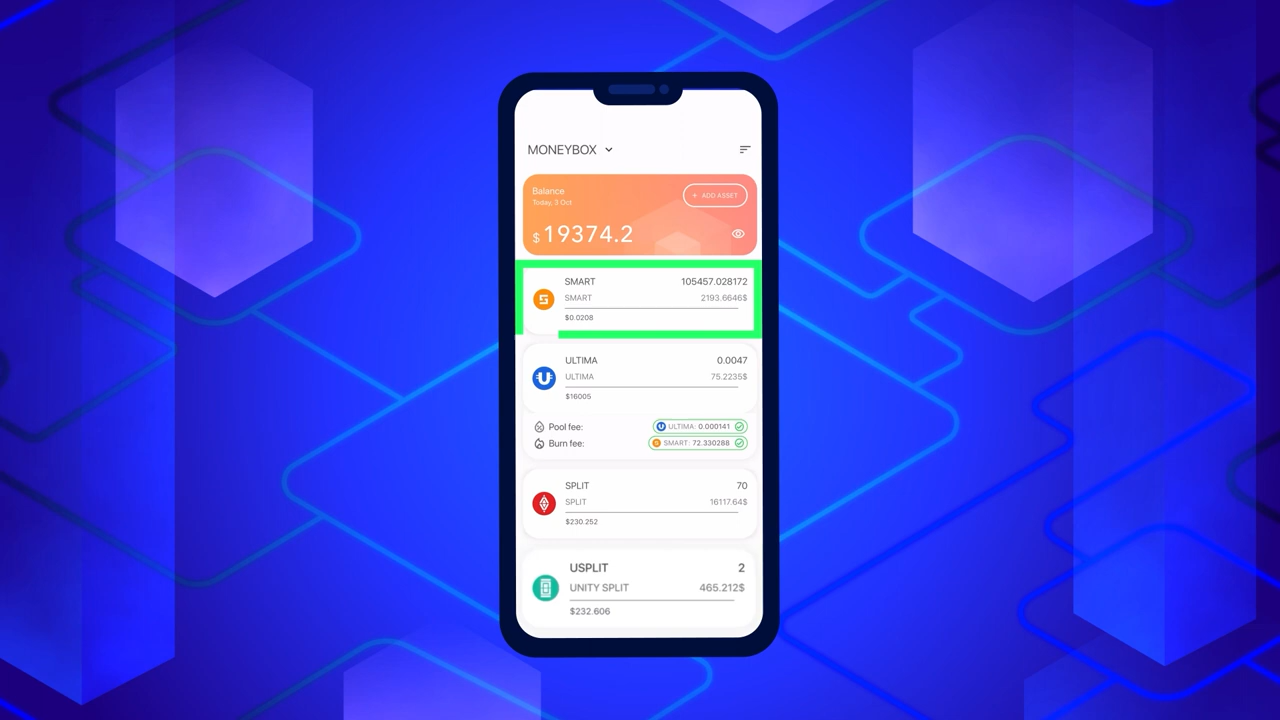 MONEYBOX
Balance
Today, 2 Oct
+ ADD ASSET
$19374.2
SMART 105457.028172
SMART 2193.6646$
$0.0208
ULTIMA 0.0047
ULTIMA 75.2235$
$16005
Pool fee: ULTIMA: 0.000141
Burn fee: SMART: 72.330288
SPLIT 70
SPLIT 16117.64$
$230.252
USPLIT 2
UNITY SPLIT 465.212$
$232.606